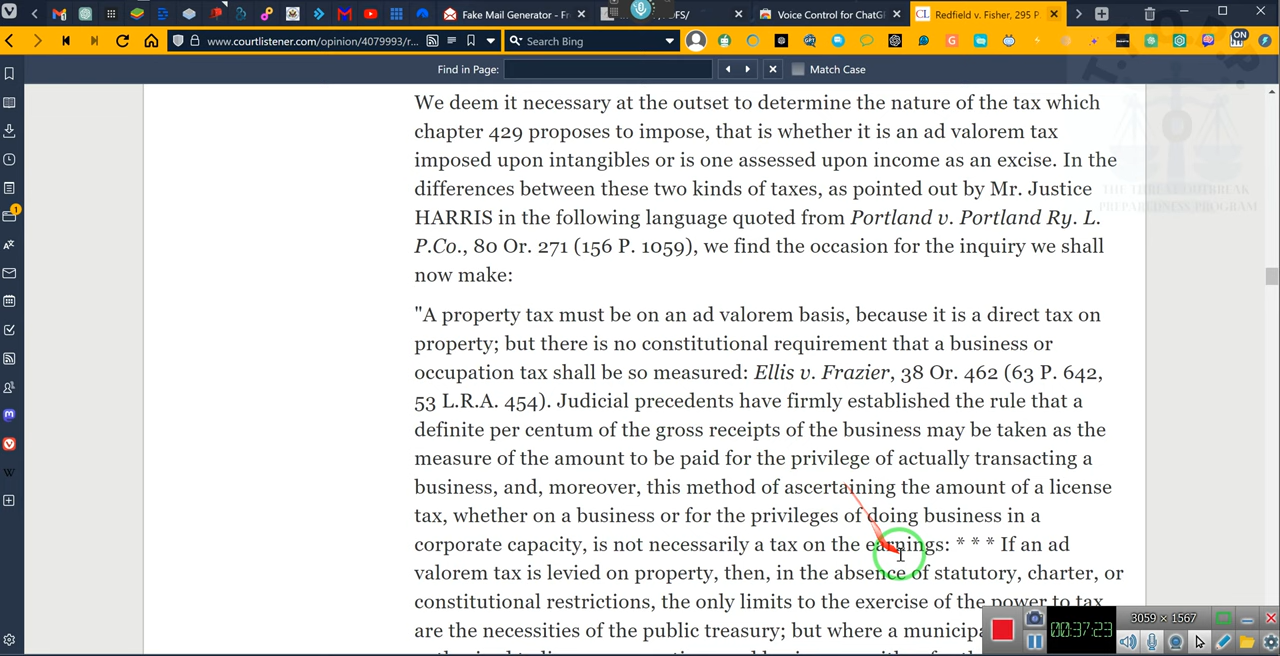 Fake Mail Generator - Fr
/DFS/
Voice Control for ChatG
Redfield v. Fisher, 295 P.
www.courtlistener.com/opinion/4079993/r...
Search Bing
ON
Find in Page:
Match Case
We deem it necessary at the outset to determine the nature of the tax which
chapter 429 proposes to impose, that is whether it is an ad valorem tax
imposed upon intangibles or is one assessed upon income as an excise. In the
differences between these two kinds of taxes, as pointed out by Mr. Justice
HARRIS in the following language quoted from Portland v. Portland Ry. L.
P.Co., 80 Or. 271 (156 P. 1059), we find the occasion for the inquiry we shall
now make:
"A property tax must be on an ad valorem basis, because it is a direct tax on
property; but there is no constitutional requirement that a business or
occupation tax shall be so measured: Ellis v. Frazier, 38 Or. 462 (63 P. 642,
53 L.R.A. 454). Judicial precedents have firmly established the rule that a
definite per centum of the gross receipts of the business may be taken as the
measure of the amount to be paid for the privilege of actually transacting a
business, and, moreover, this method of ascertaining the amount of a license
tax, whether on a business or for the privileges of doing business in a
corporate capacity, is not necessarily a tax on the earnings: * * * If an ad
valorem tax is levied on property, then, in the absence of statutory, charter, or
constitutional restrictions, the only limits to the exercise of the power to tax
are the necessities of the public treasury; but where a municipa
THE THREAT OUTBREAK
PREPAREDNESS PROGRAM
3059 × 1567
00:37:23